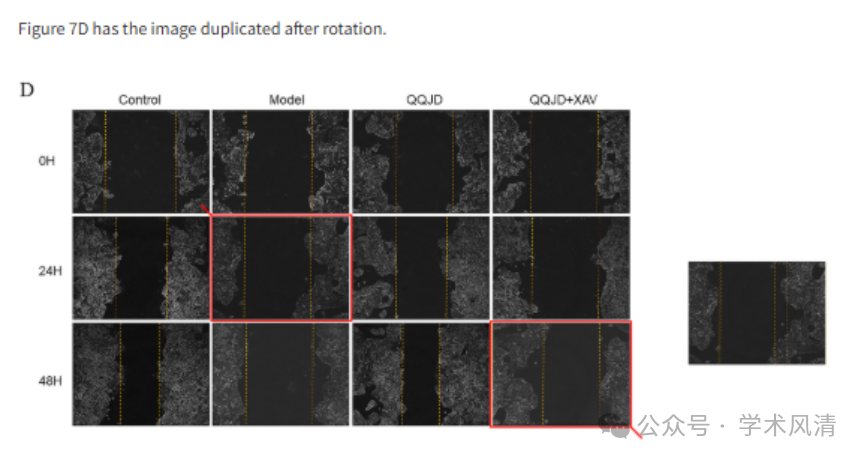 Figure 7D has the image duplicated after rotation.
D
Control Model QQJD QQJD+XAV
0H
24H
48H
公众号 · 学术风清